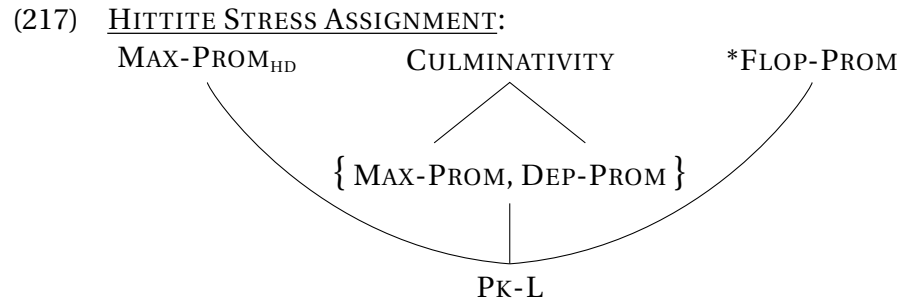 (217) HITTITE STRESS ASSIGNMENT:
MAX-PROM_HD CULMINATIVITY *FLOP-PROM
{ MAX-PROM, DEP-PROM }
PK-L